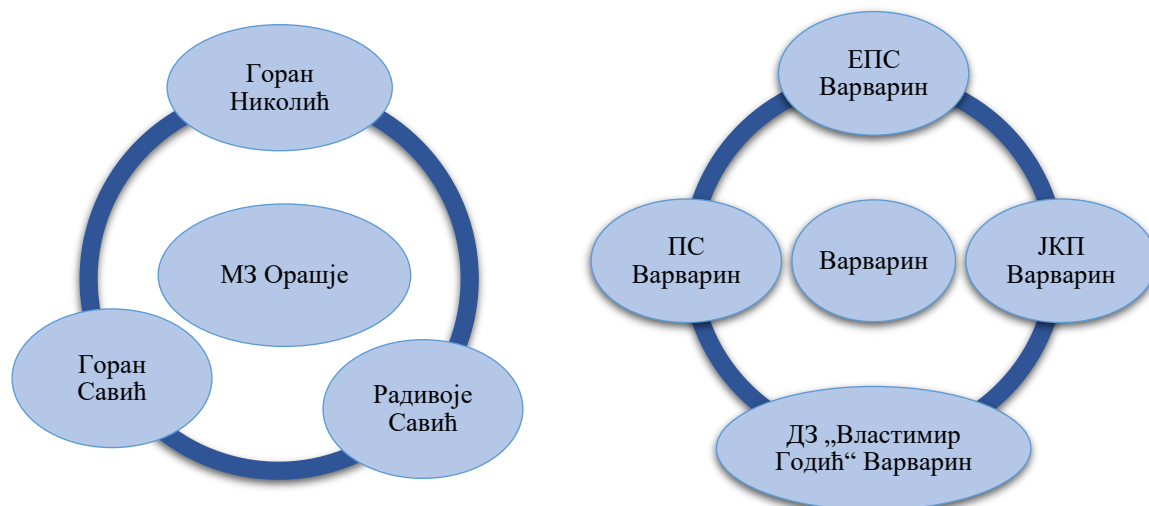 Горан
Николић
МЗ Орашје
Горан
Савић
Радивоје
Савић
ЕПС
Варварин
ПС
Варварин
Варварин
ЈКП
Варварин
ДЗ „Властимир
Годић“ Варварин